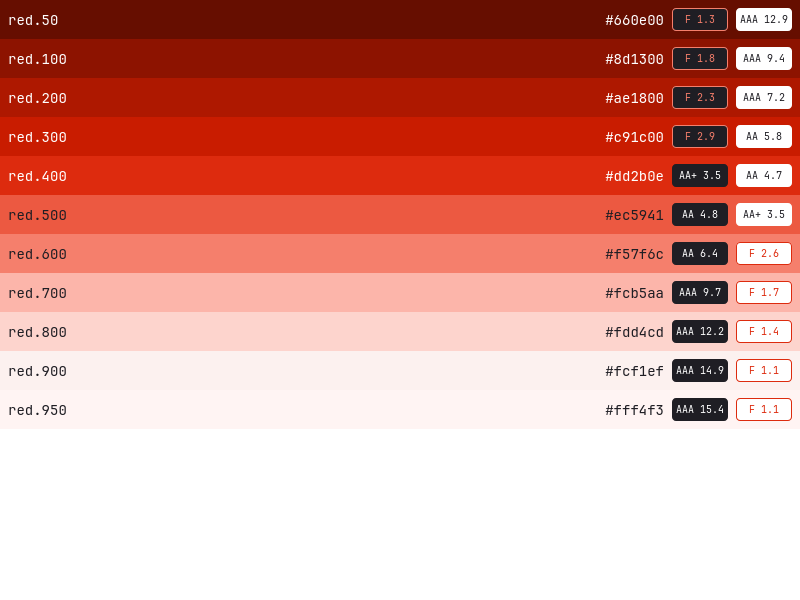 red.50 #660e00 F 1.3 AAA 12.9
red.100 #8d1300 F 1.8 AAA 9.4
red.200 #ae1800 F 2.3 AAA 7.2
red.300 #c91c00 F 2.9 AA 5.8
red.400 #dd2b0e AA+ 3.5 AA 4.7
red.500 #ec5941 AA 4.8 AA+ 3.5
red.600 #f57f6c AA 6.4 F 2.6
red.700 #fcb5aa AAA 9.7 F 1.7
red.800 #fdd4cd AAA 12.2 F 1.4
red.900 #fcf1ef AAA 14.9 F 1.1
red.950 #fff4f3 AAA 15.4 F 1.1